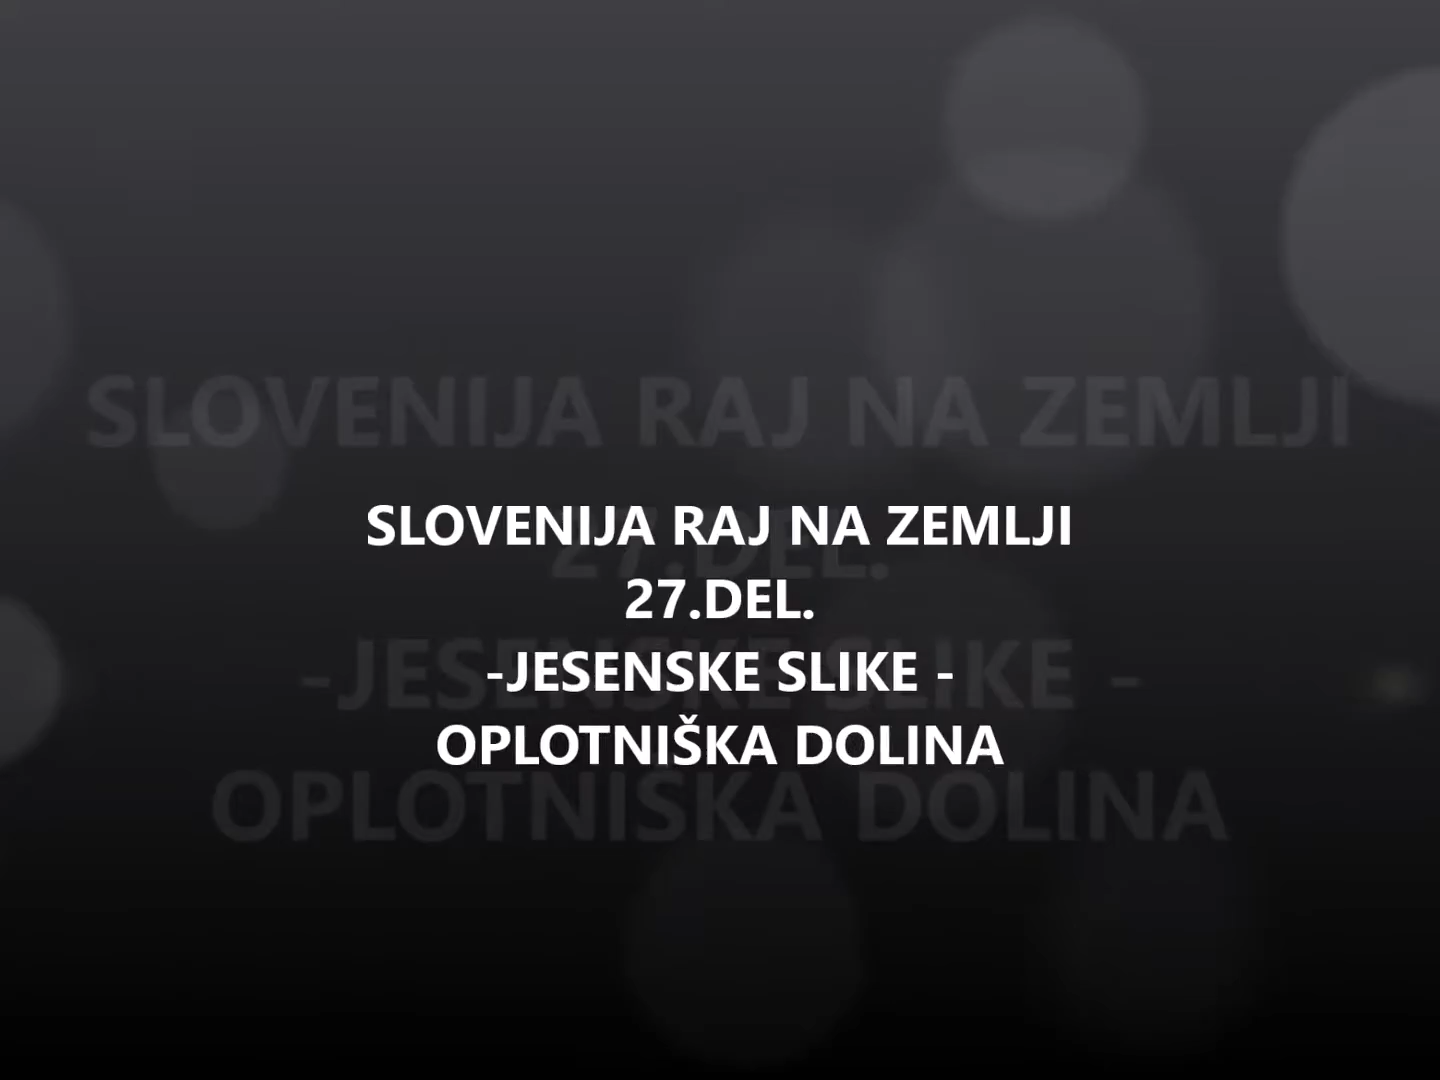 SLOVENIJA RAJ NA ZEMLJI
27.DEL.
-JESENSKE SLIKE -
OPLOTNIŠKA DOLINA